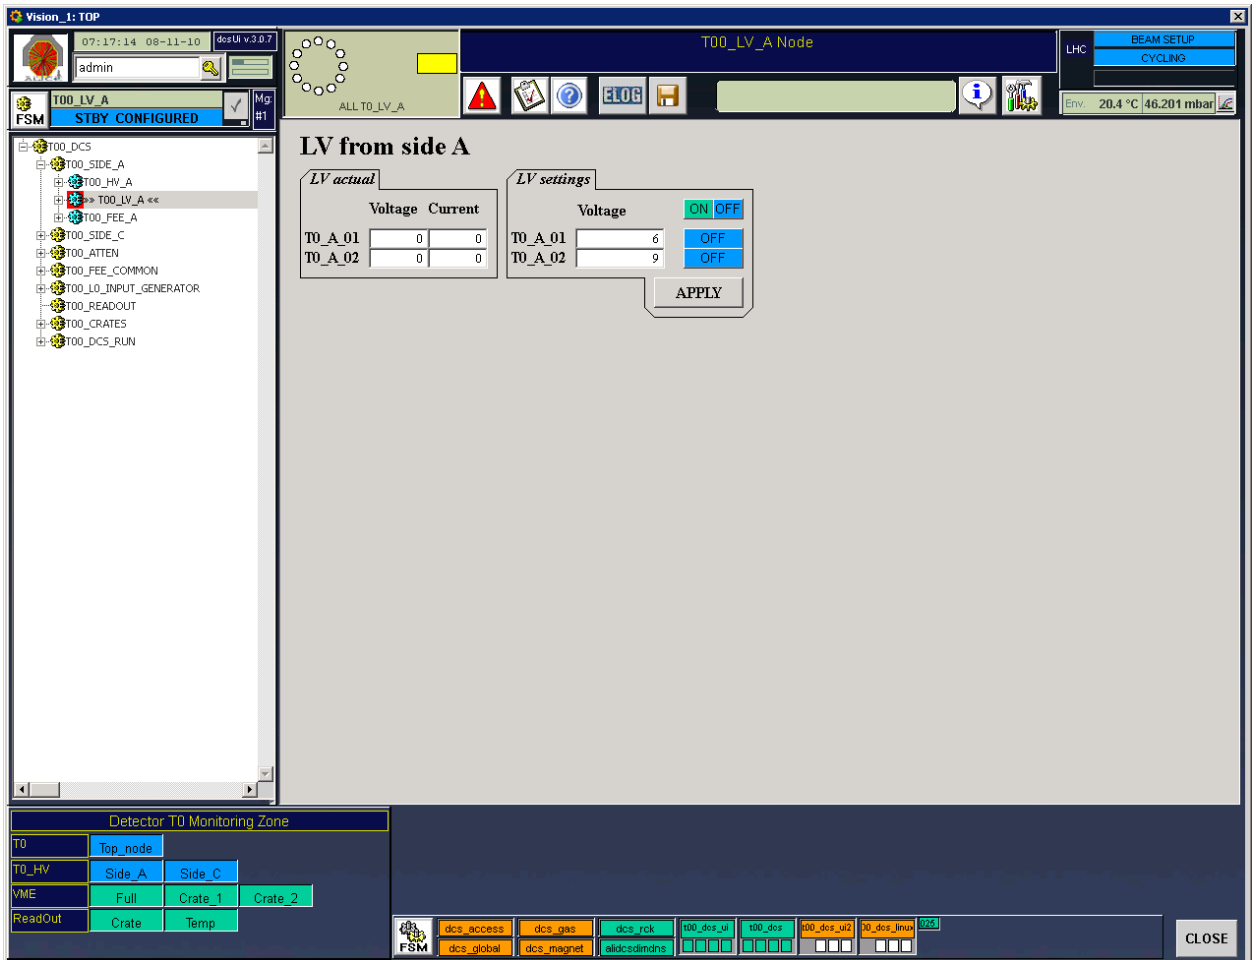 Vision_1: TOP
07:17:14 08-11-10
dcsUi v.3.0.7
admin
T00_LV_A
STBY CONFIGURED
FSM
Mg:
#1
ALL T0_LV_A
T00_LV_A Node
ELOG
LHC
BEAM SETUP
CYCLING
Env. 20.4 °C 46.201 mbar
T00_DCS
T00_SIDE_A
T00_HV_A
»» T00_LV_A ««
T00_FEE_A
T00_SIDE_C
T00_ATTEN
T00_FEE_COMMON
T00_L0_INPUT_GENERATOR
T00_READOUT
T00_CRATES
T00_DCS_RUN
LV from side A
LV actual
Voltage Current
T0_A_01 0 0
T0_A_02 0 0
LV settings
Voltage ON OFF
T0_A_01 6 OFF
T0_A_02 9 OFF
APPLY
Detector T0 Monitoring Zone
T0 Top_node
T0_HV Side_A Side_C
VME Full Crate_1 Crate_2
ReadOut Crate Temp
FSM
dcs_access dcs_gas dcs_rck t00_dcs_ui t00_dcs t00_dcs_ui2
dcs_global dcs_magnet alidcsdimdns
CLOSE